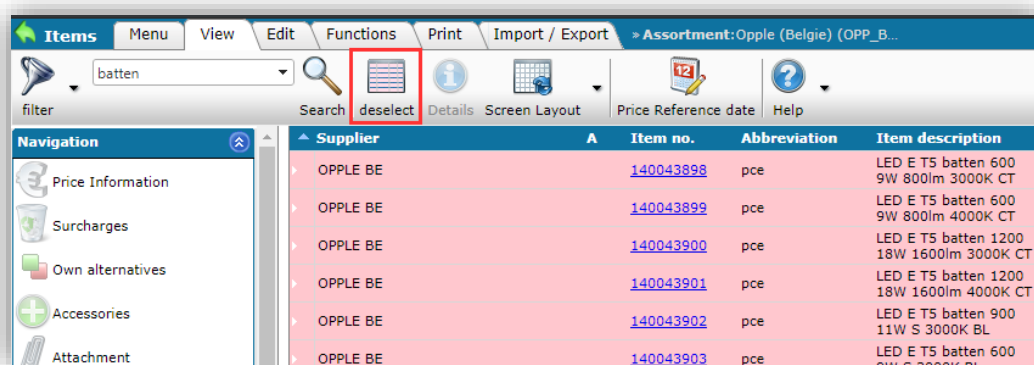 Items Menu View Edit Functions Print Import / Export » Assortment:Opple (Belgie) (OPP_B...
batten
filter Search deselect Details Screen Layout 12 Price Reference date Help
Navigation Supplier A Item no. Abbreviation Item description
Price Information
Surcharges
Own alternatives
Accessories
Attachment
OPPLE BE 140043898 pce LED E T5 batten 600
9W 800lm 3000K CT
OPPLE BE 140043899 pce LED E T5 batten 600
9W 800lm 4000K CT
OPPLE BE 140043900 pce LED E T5 batten 1200
18W 1600lm 3000K CT
OPPLE BE 140043901 pce LED E T5 batten 1200
18W 1600lm 4000K CT
OPPLE BE 140043902 pce LED E T5 batten 900
11W S 3000K BL
OPPLE BE 140043903 pce LED E T5 batten 600